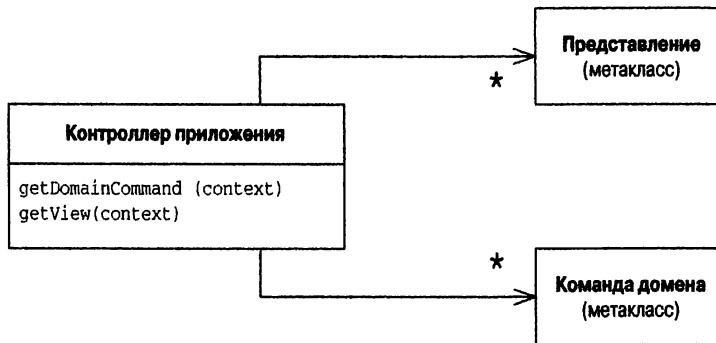 Представление
(метакласс)
*
Контроллер приложения
getDomainCommand (context)
getView(context)
*
Команда домена
(метакласс)